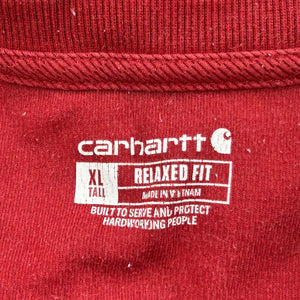 carhartt
XL
TALL
RELAXED FIT
MADE IN VIETNAM
BUILT TO SERVE AND PROTECT
HARDWORKING PEOPLE